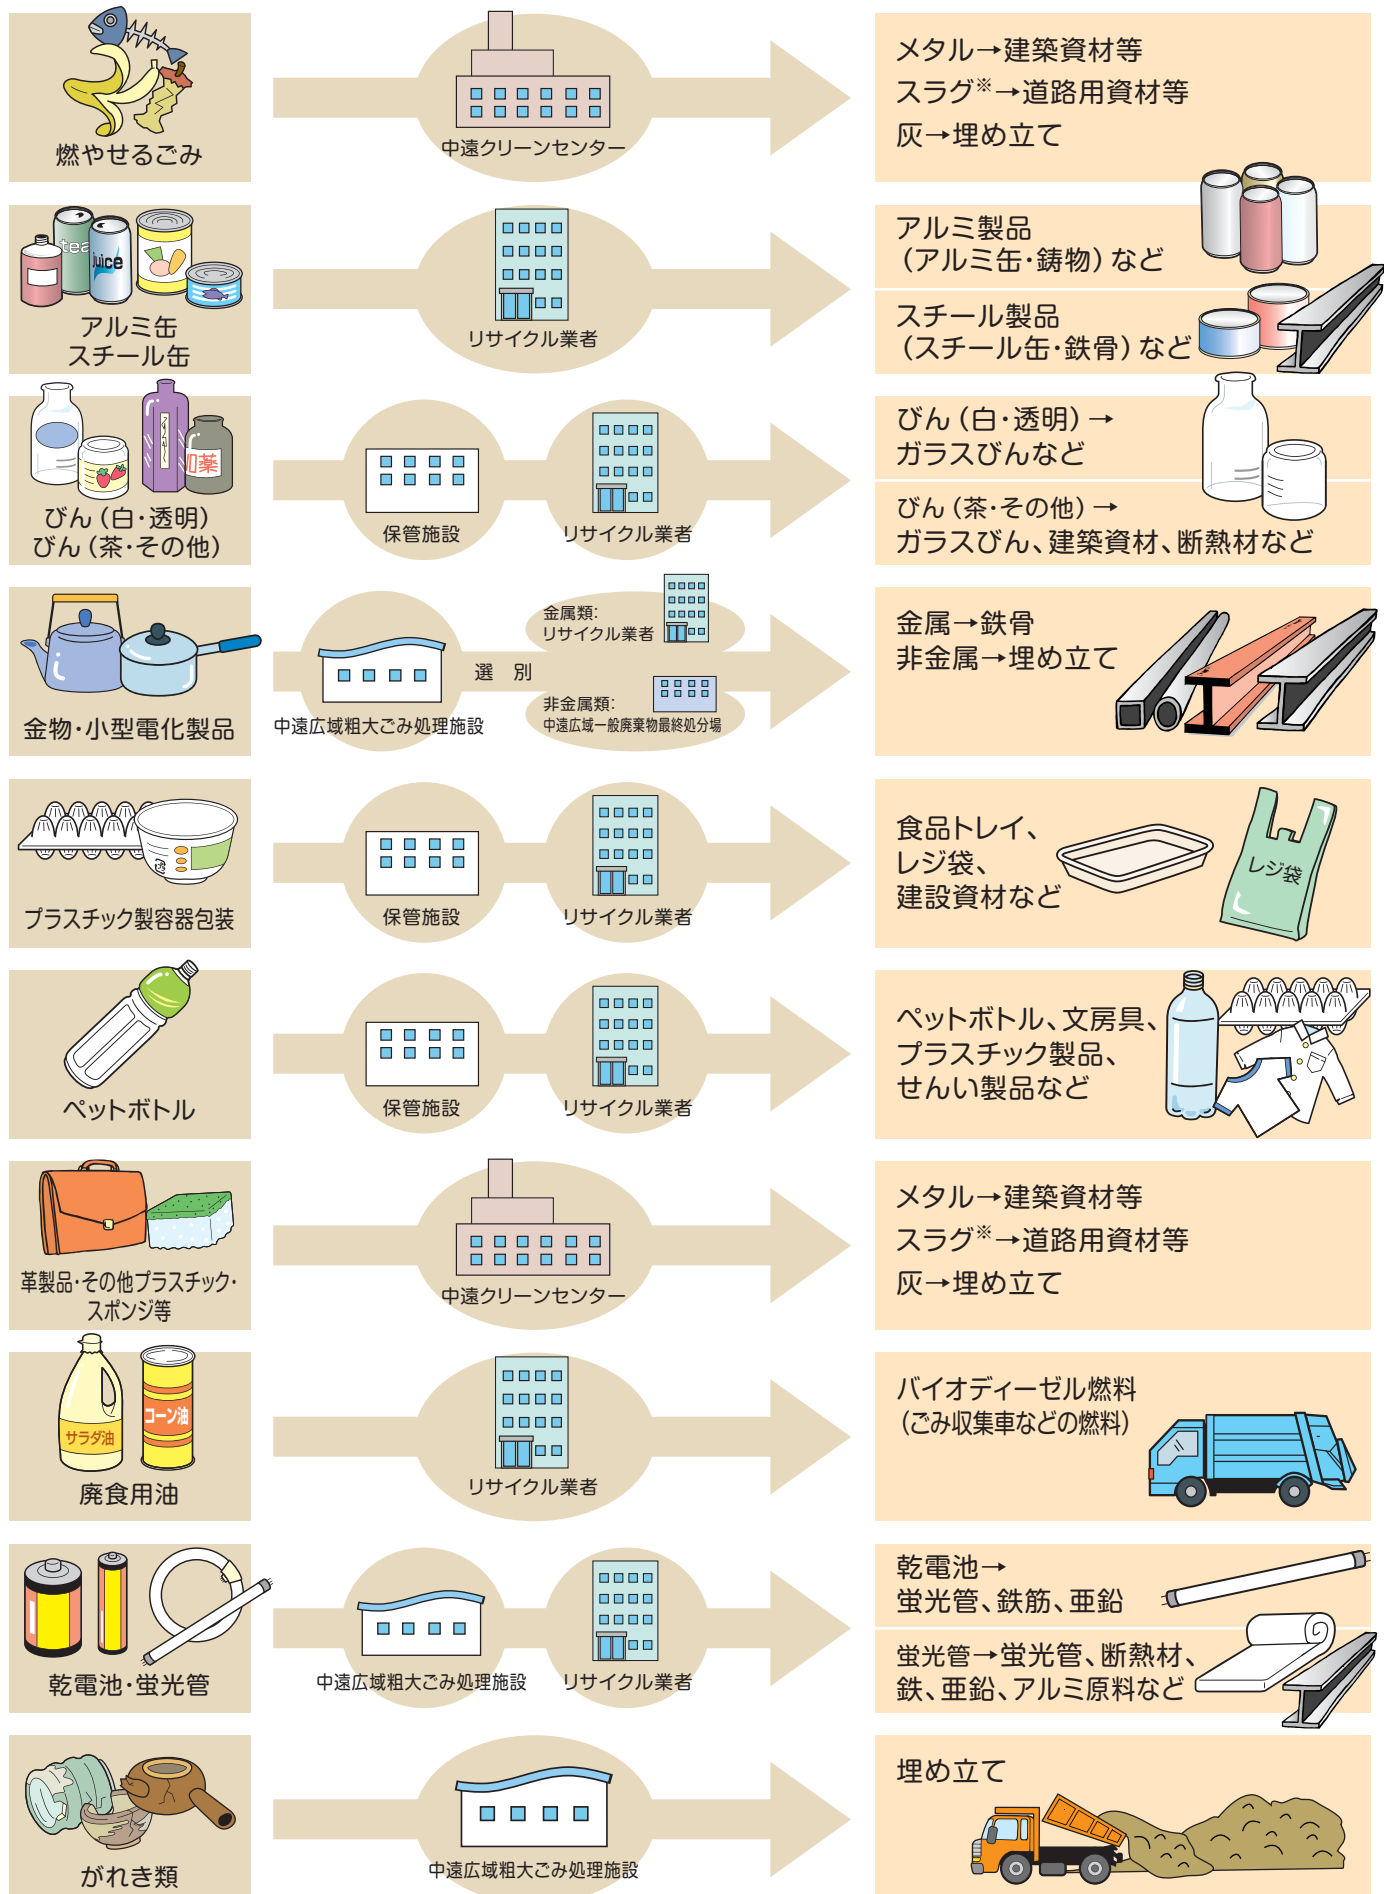 燃やせるごみ
中遠クリーンセンター
メタル→建築資材等
スラグ※→道路用資材等
灰→埋め立て
tea
juice
アルミ缶
スチール缶
リサイクル業者
アルミ製品
（アルミ缶・鋳物）など
スチール製品
（スチール缶・鉄骨）など
びん（白・透明）
びん（茶・その他）
保管施設
リサイクル業者
びん（白・透明）→
ガラスびんなど
びん（茶・その他）→
ガラスびん、建築資材、断熱材など
金物・小型電化製品
中遠広域粗大ごみ処理施設
選別
金属類：
リサイクル業者
非金属類：
中遠広域一般廃棄物最終処分場
金属→鉄骨
非金属→埋め立て
プラスチック製容器包装
保管施設
リサイクル業者
食品トレイ、
レジ袋、
建設資材など
レジ袋
ペットボトル
保管施設
リサイクル業者
ペットボトル、文房具、
プラスチック製品、
せんい製品など
革製品・その他プラスチック・
スポンジ等
中遠クリーンセンター
メタル→建築資材等
スラグ※→道路用資材等
灰→埋め立て
サラダ油
コーン油
廃食用油
リサイクル業者
バイオディーゼル燃料
（ごみ収集車などの燃料）
乾電池・蛍光管
中遠広域粗大ごみ処理施設
リサイクル業者
乾電池→
蛍光管、鉄筋、亜鉛
蛍光管→蛍光管、断熱材、
鉄、亜鉛、アルミ原料など
がれき類
中遠広域粗大ごみ処理施設
埋め立て